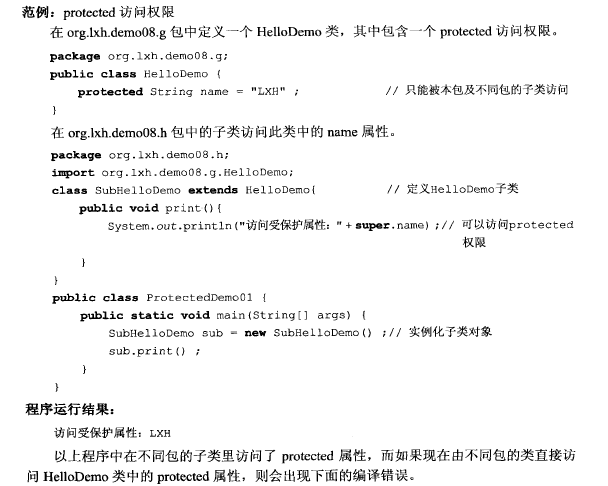 范例：protected 访问权限
在 org.lxh.demo08.g 包中定义一个 HelloDemo 类，其中包含一个 protected 访问权限。
package org.lxh.demo08.g;
public class HelloDemo {
protected String name = "LXH" ; // 只能被本包及不同包的子类访问
}
在 org.lxh.demo08.h 包中的子类访问此类中的 name 属性。
package org.lxh.demo08.h;
import org.lxh.demo08.g.HelloDemo;
class SubHelloDemo extends HelloDemo{ // 定义HelloDemo子类
public void print(){
System.out.println("访问受保护属性："+super.name) ;// 可以访问protected
权限
}
}
public class ProtectedDemo01 {
public static void main(String[] args) {
SubHelloDemo sub = new SubHelloDemo() ;// 实例化子类对象
sub.print() ;
}
}
程序运行结果：
访问受保护属性：LXH
以上程序中在不同包的子类里访问了 protected 属性，而如果现在由不同包的类直接访
问 HelloDemo 类中的 protected 属性，则会出现下面的编译错误。